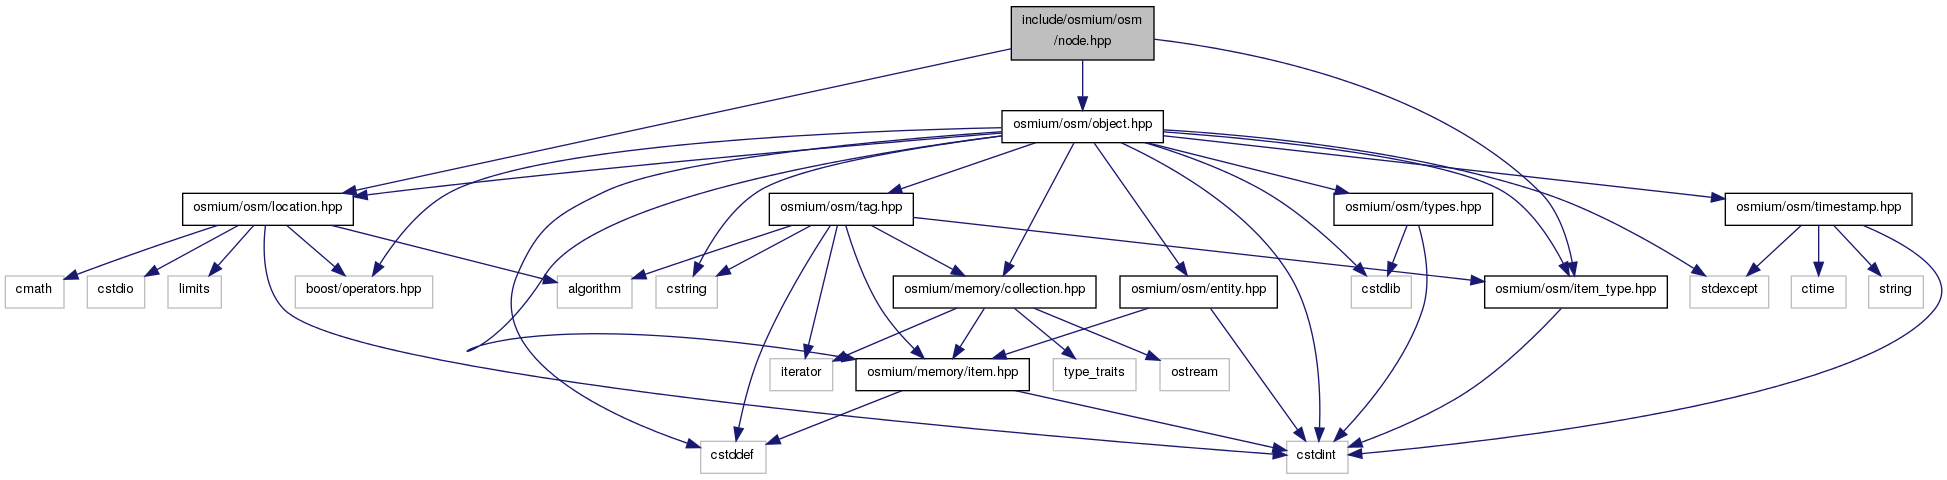 include/osmium/osm
/node.hpp
osmium/osm/object.hpp
osmium/osm/location.hpp
osmium/osm/tag.hpp
osmium/osm/types.hpp
osmium/osm/timestamp.hpp
cmath
cstdio
limits
boost/operators.hpp
algorithm
cstring
osmium/memory/collection.hpp
osmium/osm/entity.hpp
cstdlib
osmium/osm/item_type.hpp
stdexcept
ctime
string
iterator
osmium/memory/item.hpp
type_traits
ostream
cstddef
cstdint